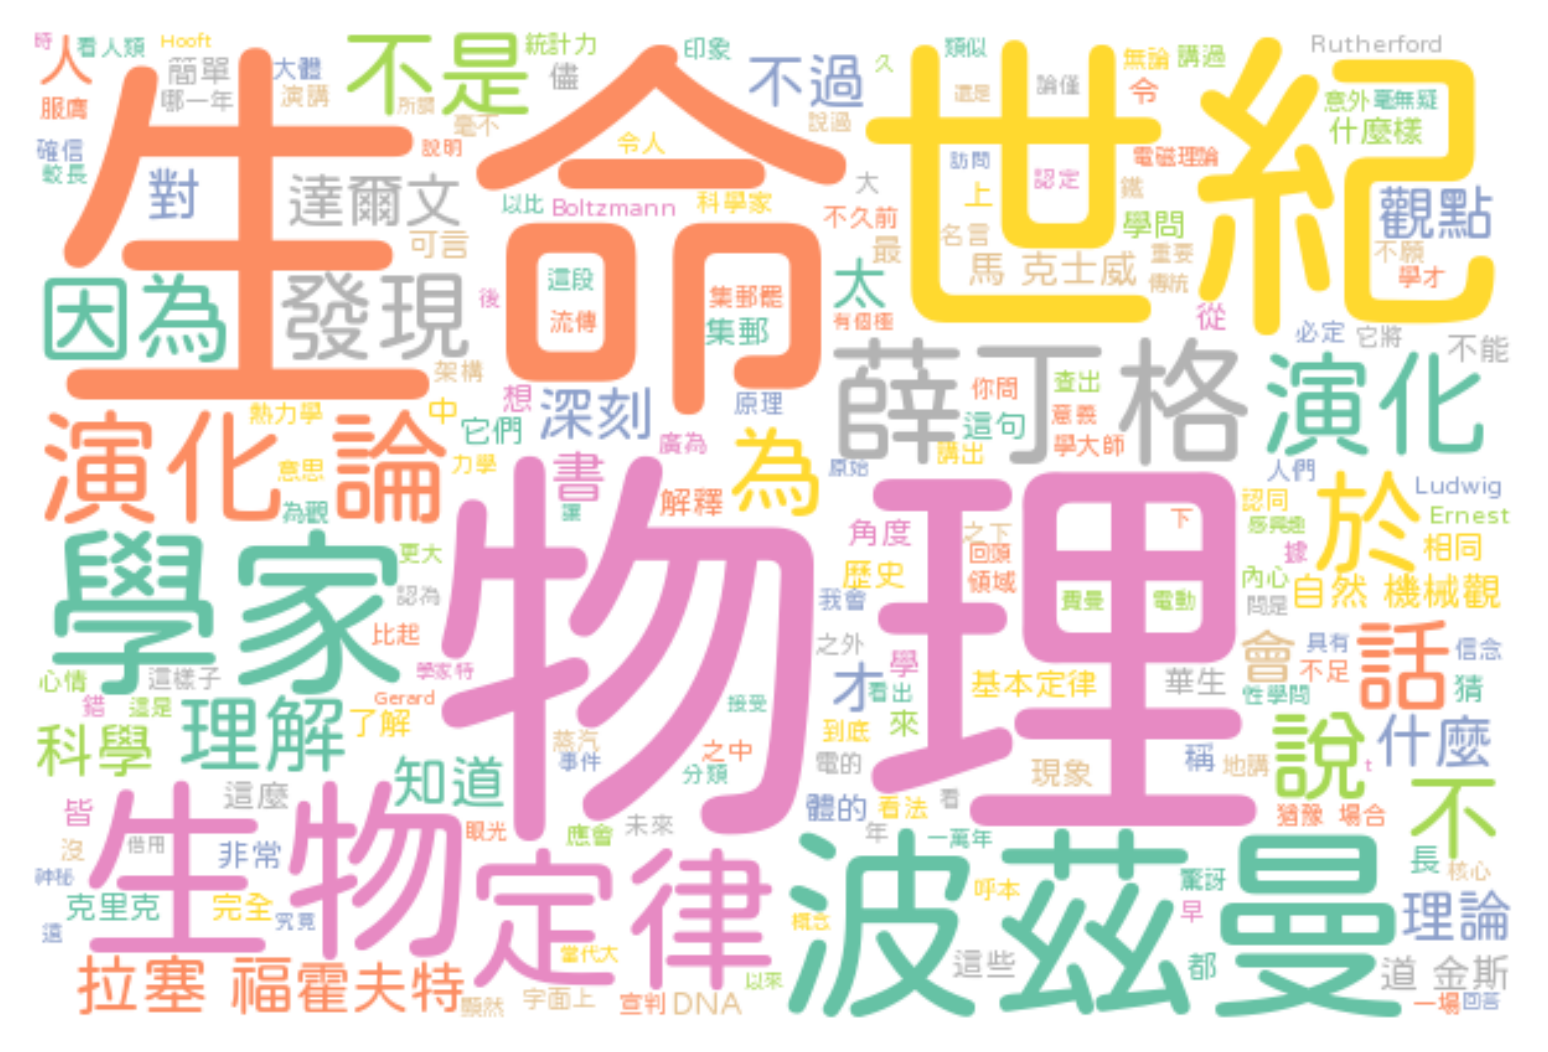 時
人
看人類
Hooft
簡單
哪一年
大體
演講
不是
所謂
統計力
儘
毫不
印象
不過
久
說過
類似
還是
論僅
無論
講過
令
Rutherford
意外
毫無疑
什麼樣
服膺
確信
較長
對
說明
達爾文
可言
生命
令人
以比
Boltzmann
科學家
大
不久前
最
世紀
訪問
認定
上
名言
電磁理論
鐵
學問
重要
傳統
馬 克士威
從
觀點
不願
學才
因為
發現
後
這段
流傳
集郵罷
集郵
太
有個極
必定
它將
不能
架構
想
深刻
原理
薛丁格
你問
查出
這句
意義
學大師
講出
演化
演化論
熱力學
中
它們
意思
力學
為觀
廣為
書
讓
解釋
為
原始
人們
Ludwig
Ernest
認同
感興趣
據
於
相同
內心
問是
自然 機械觀
學家
更大
認為
比起
學家特
物理
角度
歷史
我曾
之外
之下
回頭
領域
下
費曼
電動
會
具有
不足
性學問
話
信念
猜
心情
這樣子
錯
還是
Gerard
了解
科學
理解
知道
接受
蒸汽
事件
之中
分類
才
學
看出
來
到底
電的
基本定律
華生
現象
稱
地講
說
什麼
t
皆
這麼
沒
借用
非常
神秘
克里克
完全
究竟
這
生物
眼光
應會
未來
體的
看法
看
年
一萬年
猶豫
場合
不
長
核心
定律
當代大
以來
波茲曼
概念
呼本
驚訝
早
這些
都
理論
道 金斯
一場
回答
拉塞 福
霍夫特
顯然
字面上
宣判
DNA